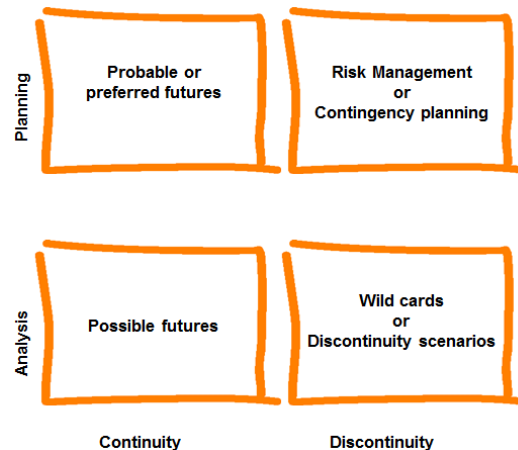 Planning
Probable or
preferred futures
Risk Management
or
Contingency planning
Analysis
Possible futures
Wild cards
or
Discontinuity scenarios
Continuity
Discontinuity